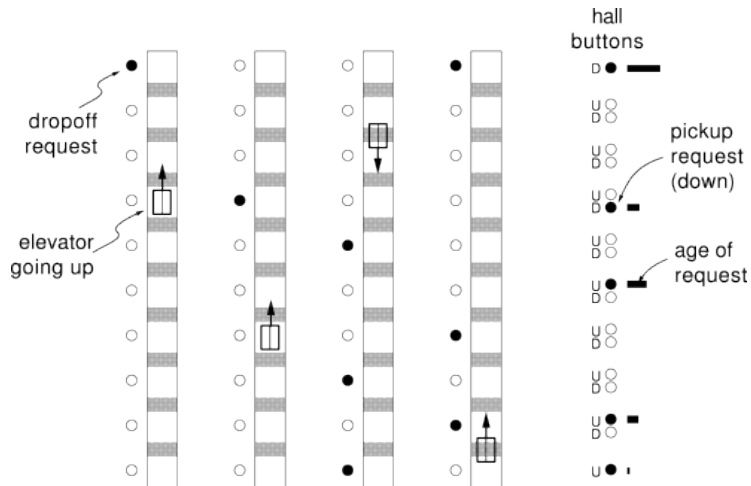 hall
buttons
D
dropoff
request
U
D
pickup
request
(down)
U
D
U
D
elevator
going up
U
D
age of
request
U
D
U
D
U
D
U
D
U